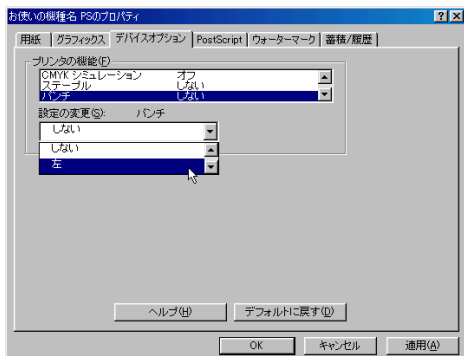 お使いの機種名 PSのプロパティ
用紙 グラフィックス デバイスオプション PostScript ウォーターマーク 蓄積/履歴
プリンタの機能(F)
CMYK シミュレーション オフ
ステープル しない
パンチ しない
設定の変更(S): パンチ
しない
しない
左
ヘルプ(H) デフォルトに戻す(D)
OK キャンセル 適用(A)